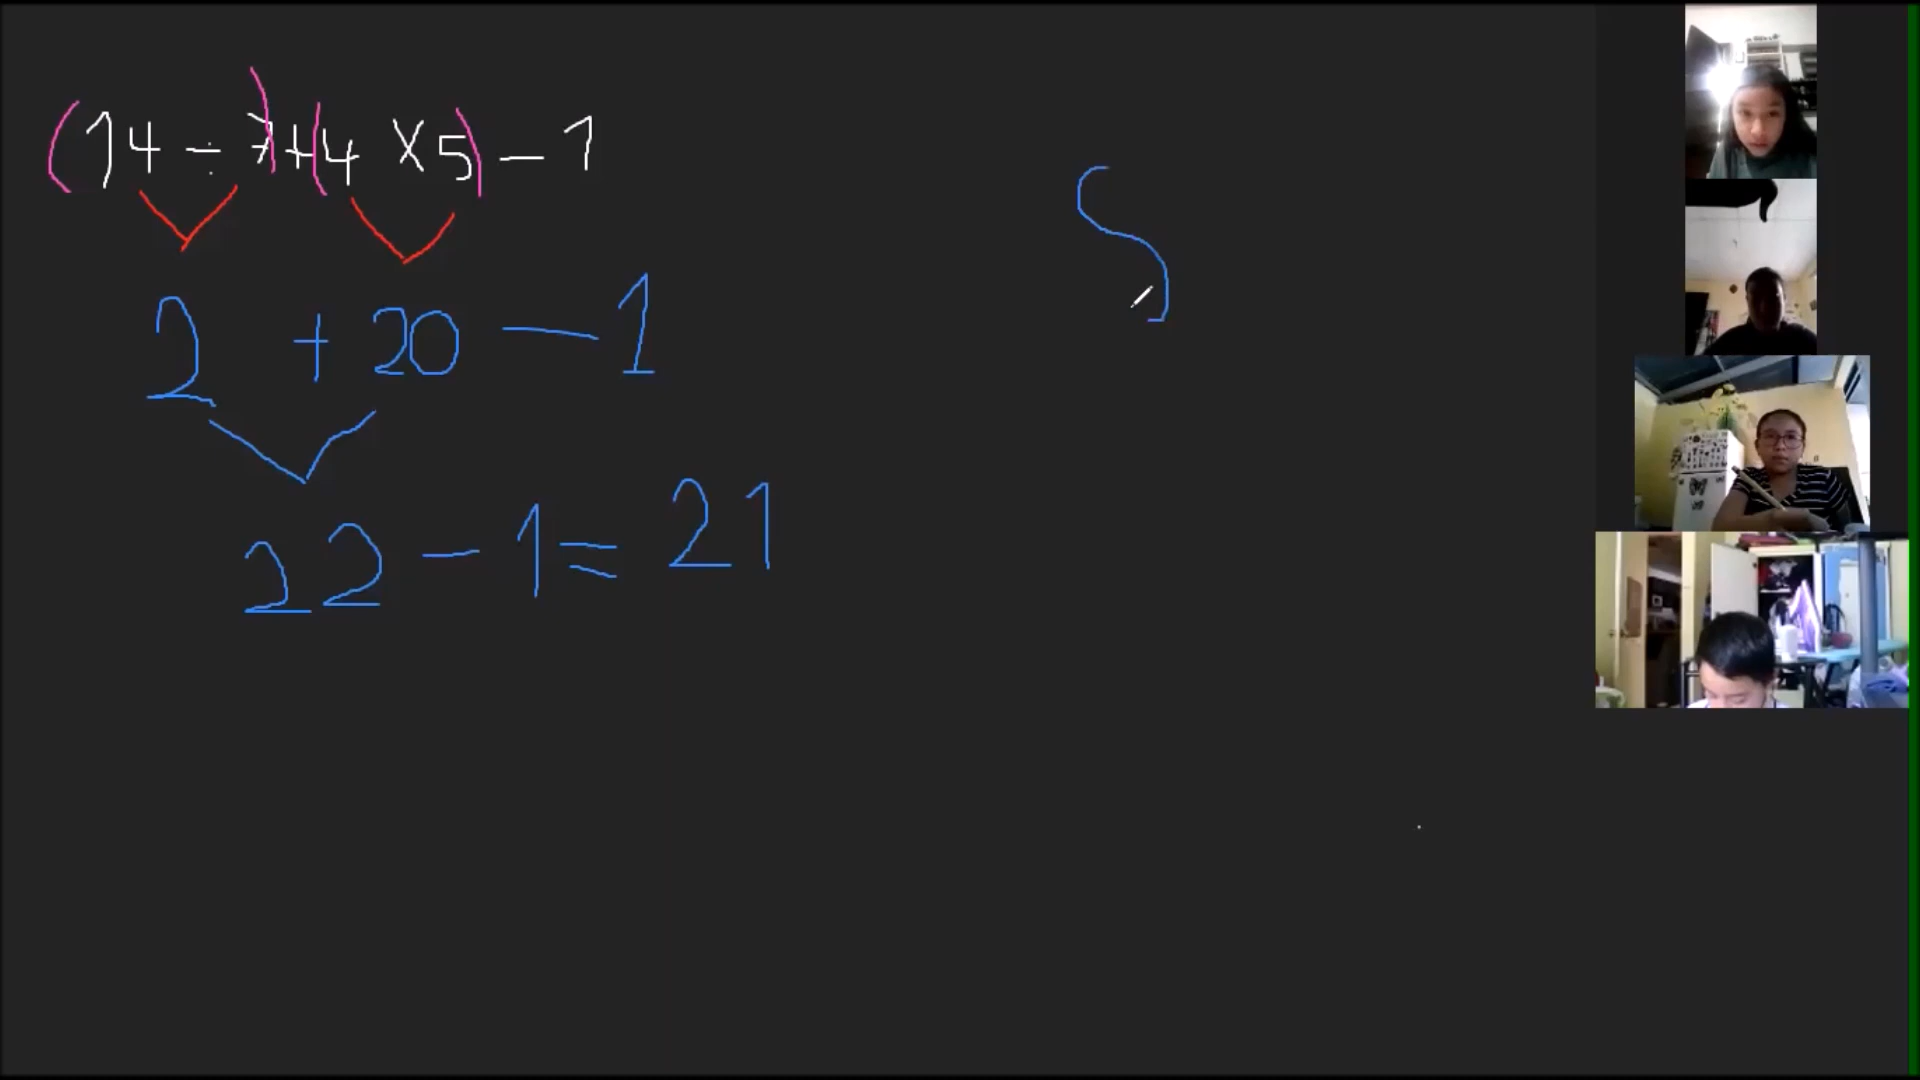 (14 ÷ 7)+(4 X 5) – 1
S
2 + 20 – 1
22 – 1 = 21